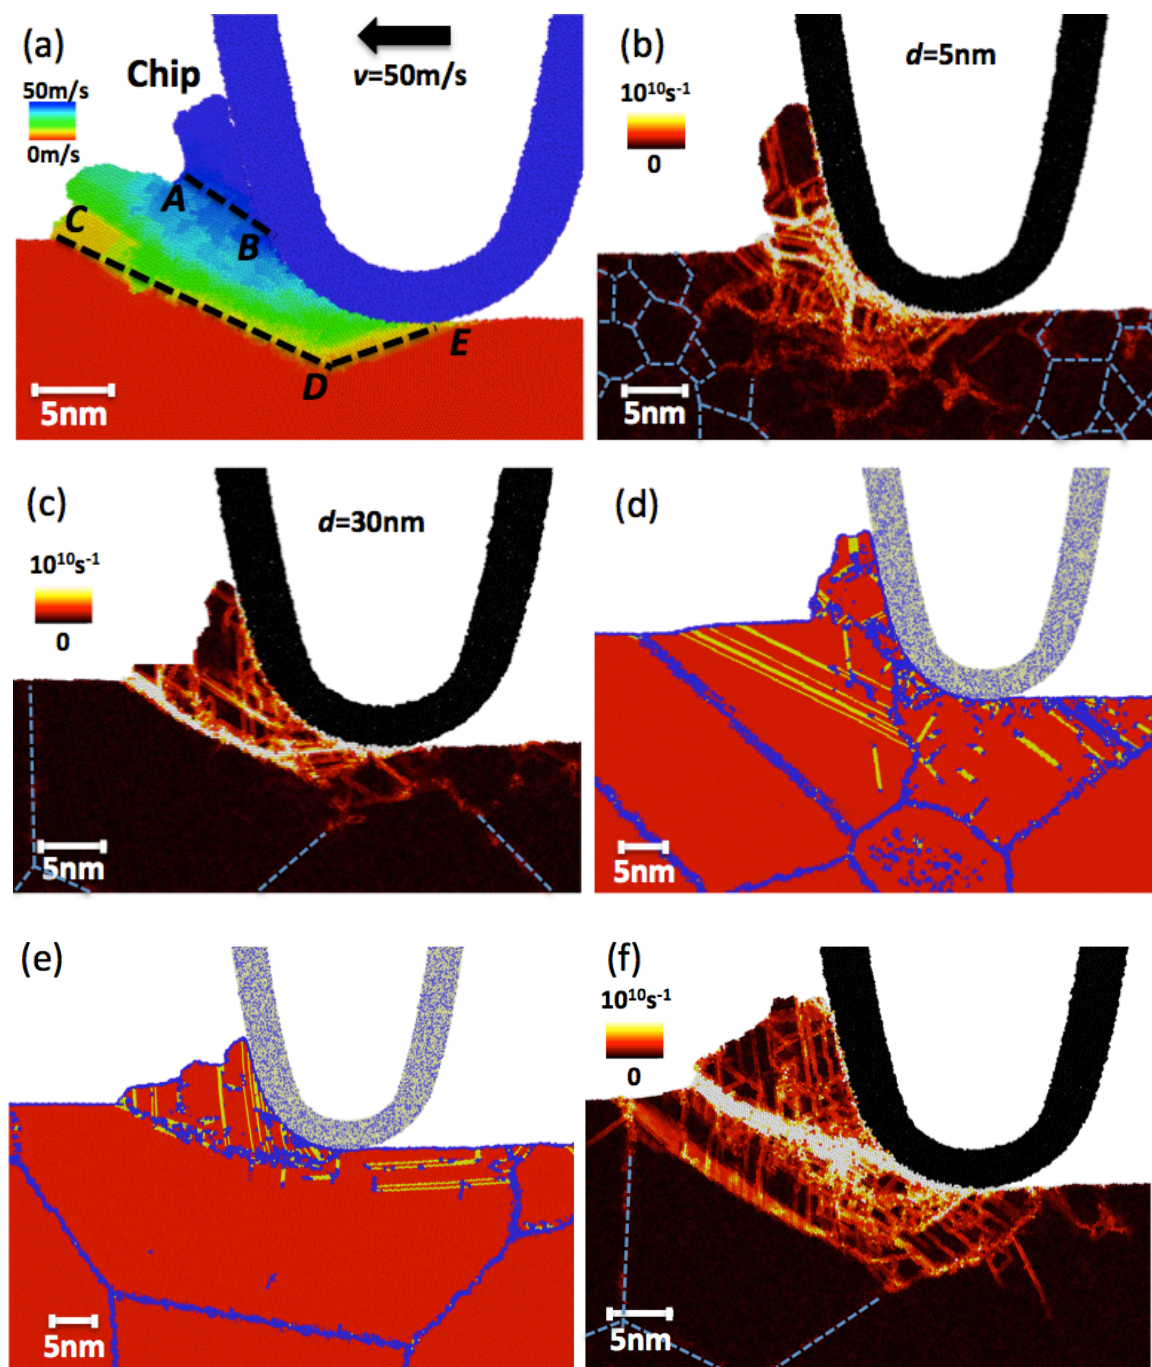 (a)
Chip
v=50m/s
50m/s
0m/s
A
B
C
D
E
5nm
(b)
d=5nm
10¹⁰s⁻¹
0
5nm
(c)
d=30nm
10¹⁰s⁻¹
0
5nm
(d)
5nm
(e)
5nm
(f)
10¹⁰s⁻¹
0
5nm